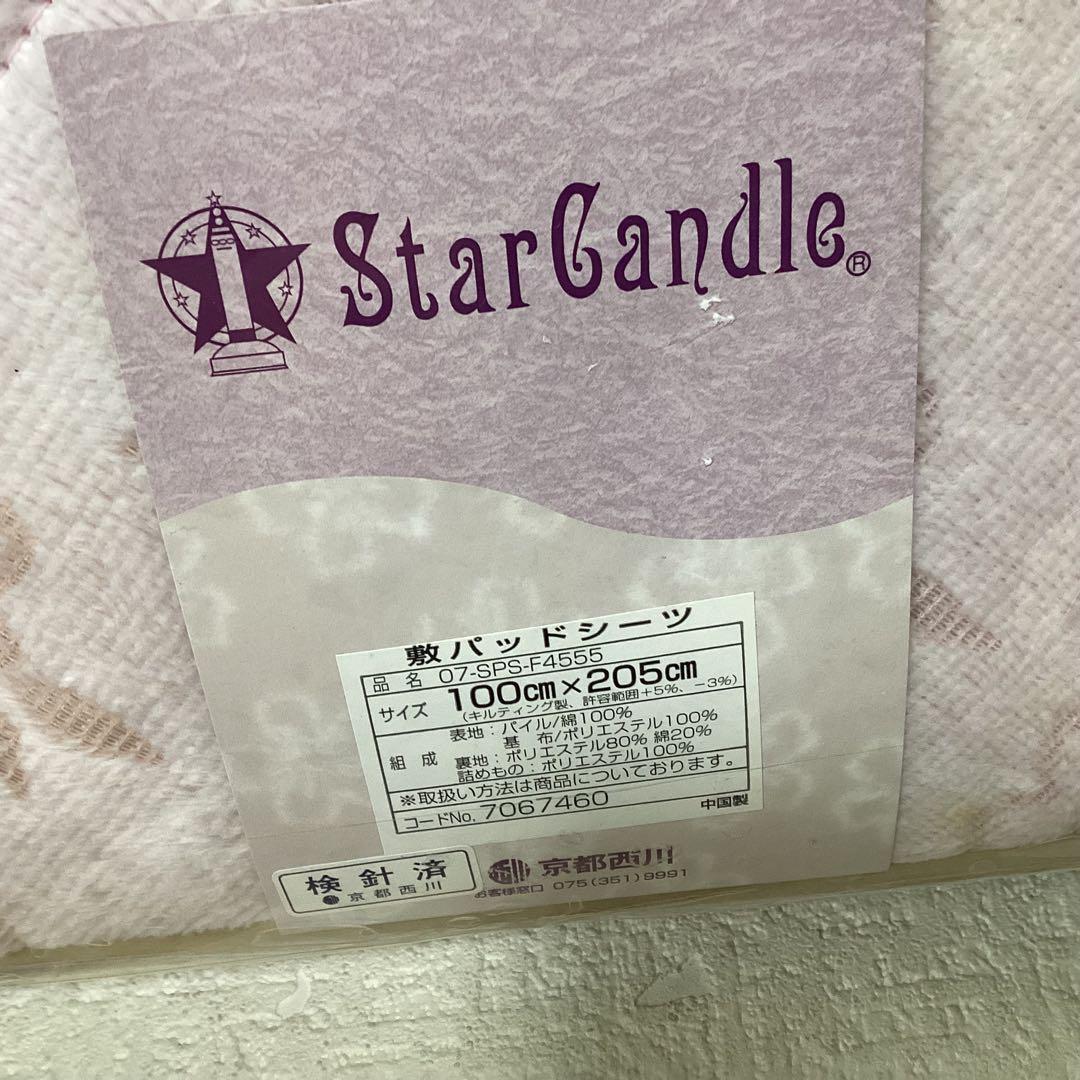 StarCandle®
敷パッドシーツ
品名 07-SPS-F4555
サイズ 100cm×205cm
(キルティング製、許容範囲+5%、-3%)
組成 表地:パイル/綿100%
基 布/ポリエステル100%
裏地:ポリエステル80% 綿20%
詰めもの:ポリエステル100%
※取扱い方法は商品についております。
コードNo. 7067460 中国製
検針済
京都西川
京都西川
お客様窓口 075(351)9991